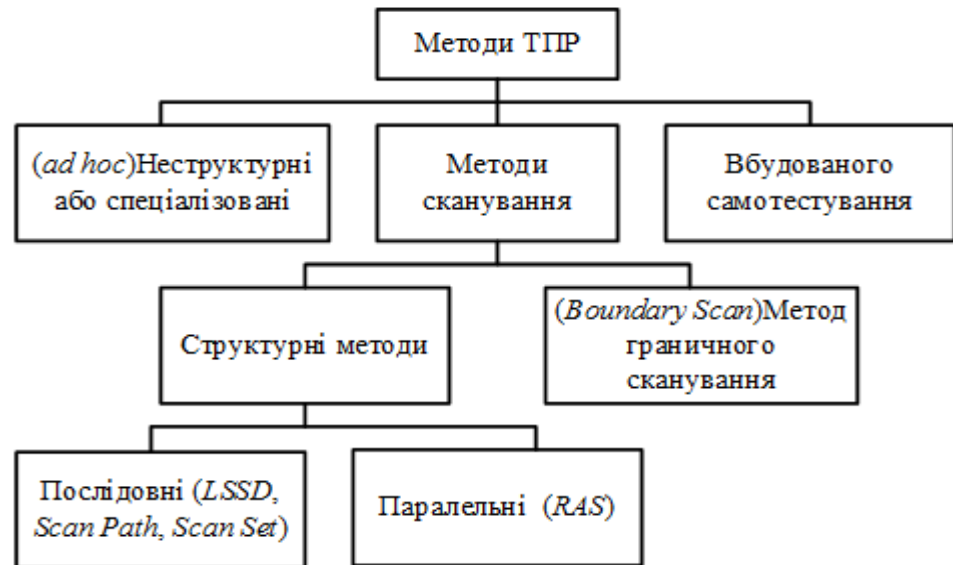 Методи ТПР
(ad hoc)Неструктурні
або спеціалізовані
Методи
сканування
Вбудованого
самотестування
Структурні методи
(Boundary Scan)Метод
граничного
сканування
Послідовні (LSSD,
Scan Path, Scan Set)
Паралельні (RAS)